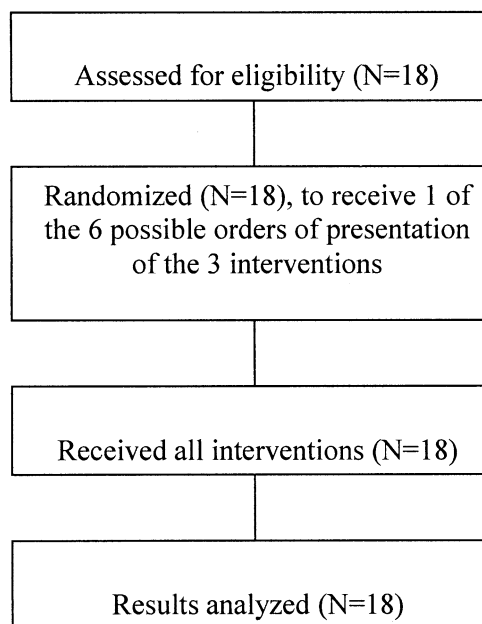 Assessed for eligibility (N=18)
Randomized (N=18), to receive 1 of
the 6 possible orders of presentation
of the 3 interventions
Received all interventions (N=18)
Results analyzed (N=18)